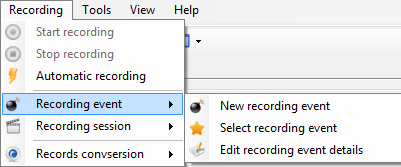 Recording Tools View Help
Start recording
Stop recording
Automatic recording
Recording event
New recording event
Recording session
Select recording event
Edit recording event details
Records convsersion